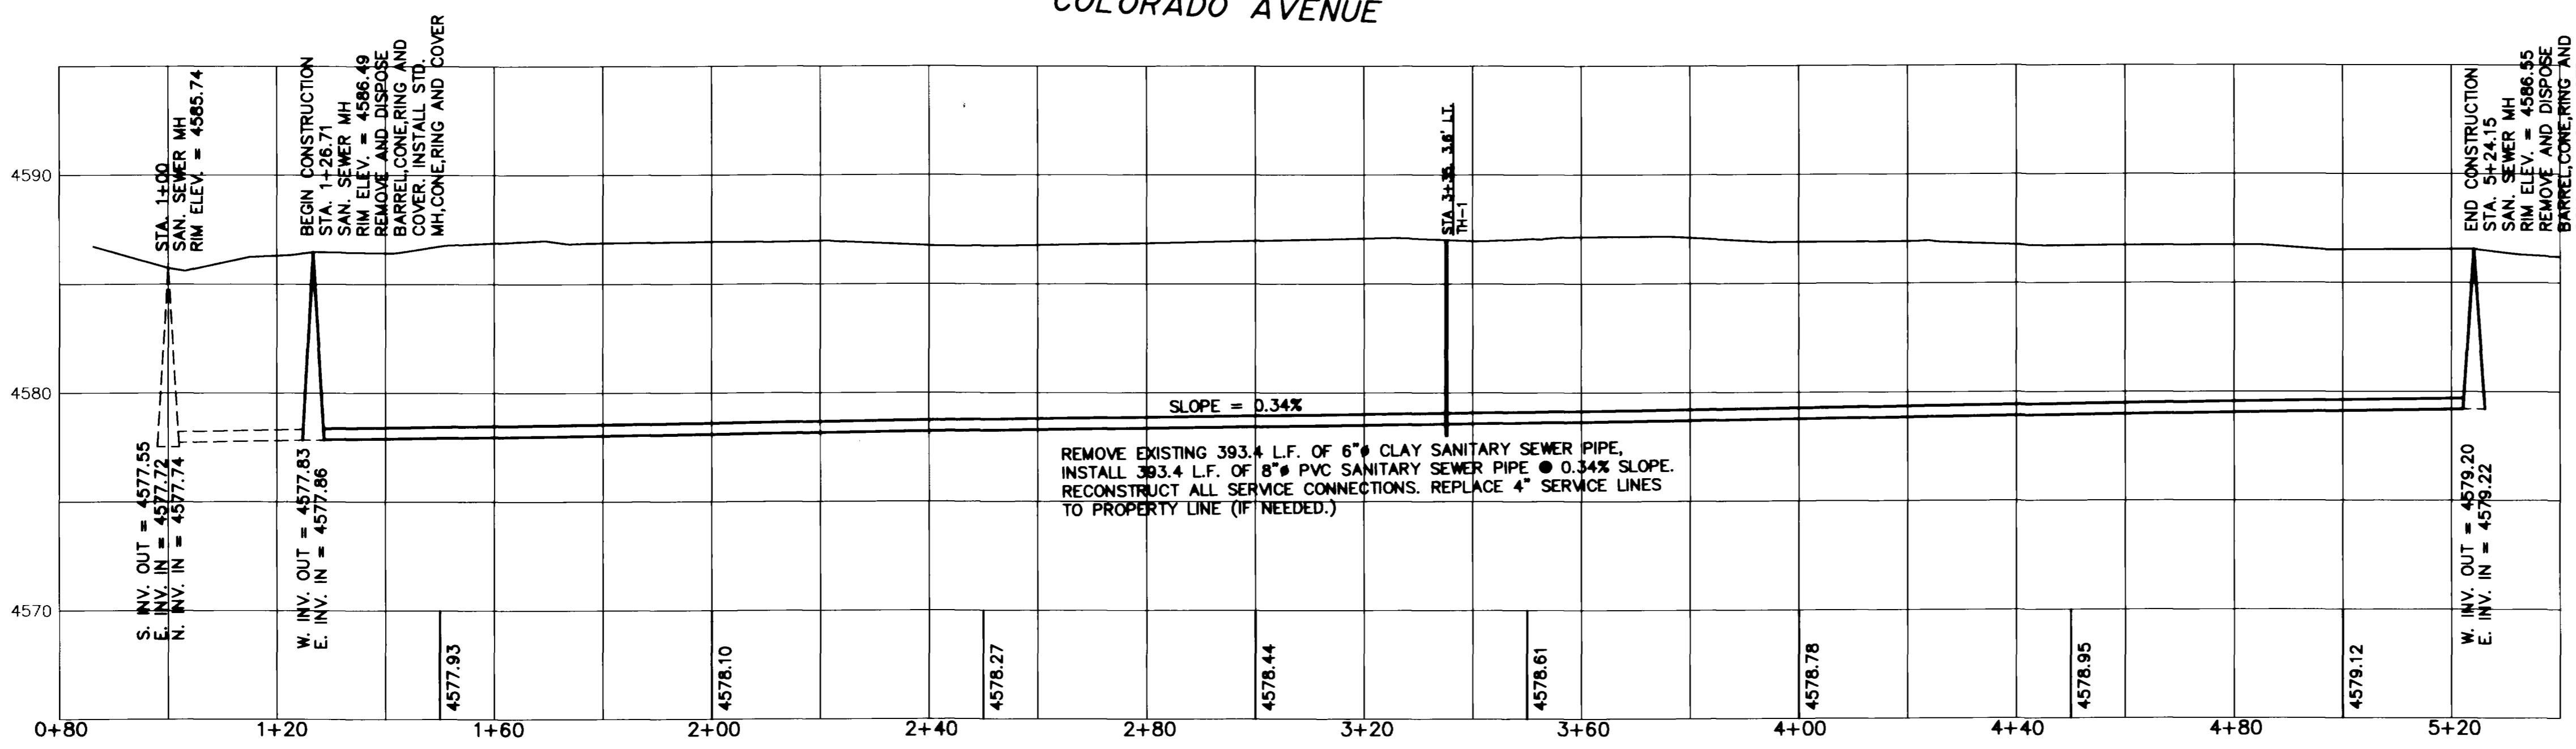 COLORADO AVENUE
STA. 1+00
SAN. SEWER MH
RIM ELEV. = 4585.74
BEGIN CONSTRUCTION
STA. 1+26.71
SAN. SEWER MH
RIM ELEV. = 4586.49
REMOVE AND DISPOSE
BARREL,CONE,RING AND
COVER. INSTALL STD.
MH,CONE,RING AND COVER
STA 3+35, 3.6' LT.
TH-1
END CONSTRUCTION
STA. 5+24.15
SAN. SEWER MH
RIM ELEV. = 4586.55
REMOVE AND DISPOSE
BARREL,CONE,RING AND
4590
4580
4570
SLOPE = 0.34%
REMOVE EXISTING 393.4 L.F. OF 6"ø CLAY SANITARY SEWER PIPE,
INSTALL 393.4 L.F. OF 8"ø PVC SANITARY SEWER PIPE ● 0.34% SLOPE.
RECONSTRUCT ALL SERVICE CONNECTIONS. REPLACE 4" SERVICE LINES
TO PROPERTY LINE (IF NEEDED.)
S. INV. OUT = 4577.55
E. INV. IN = 4577.72
N. INV. IN = 4577.74
W. INV. OUT = 4577.83
E. INV. IN = 4577.86
W. INV. OUT = 4579.20
E. INV. IN = 4579.22
4577.93
4578.10
4578.27
4578.44
4578.61
4578.78
4578.95
4579.12
0+80
1+20
1+60
2+00
2+40
2+80
3+20
3+60
4+00
4+40
4+80
5+20